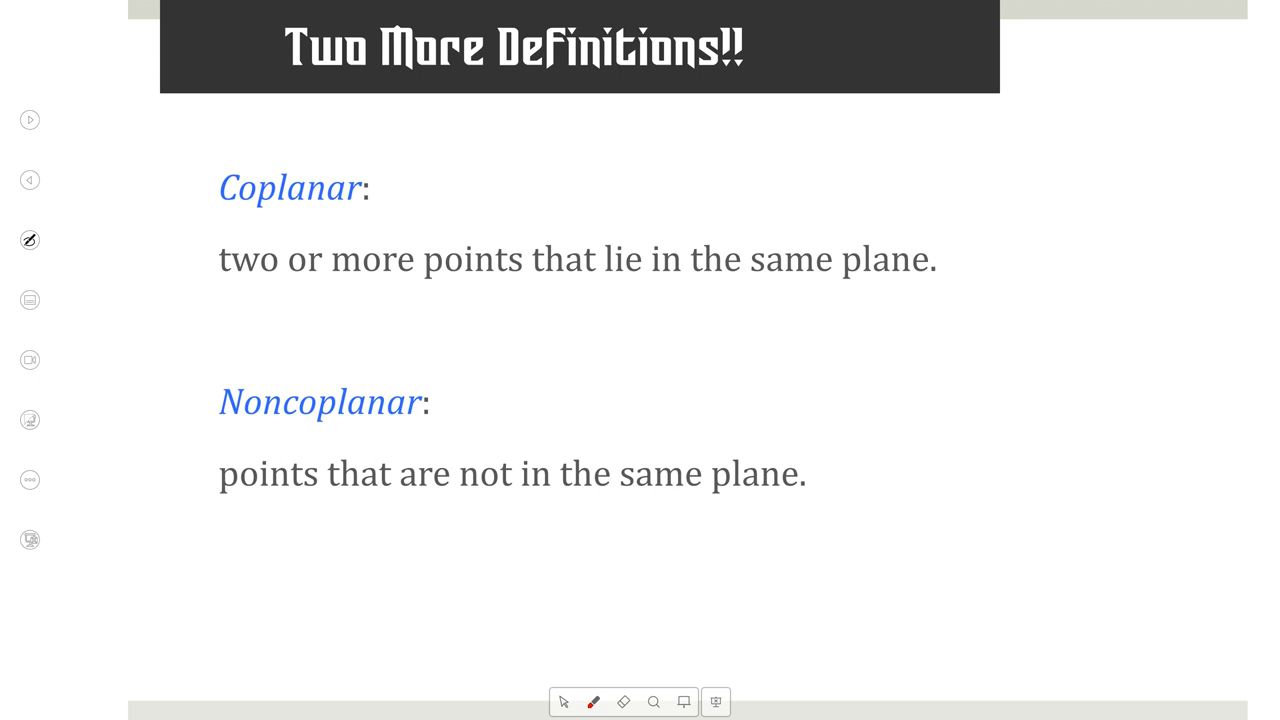 Two More Definitions!!
Coplanar:
two or more points that lie in the same plane.
Noncoplanar:
points that are not in the same plane.